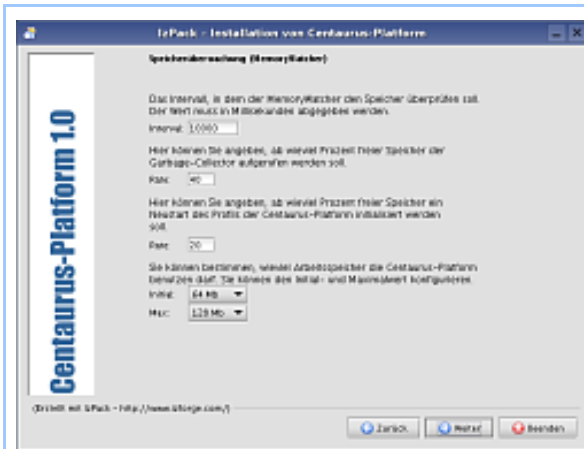 IzPack - Installation von Centaurus-Platform
Speicherüberwachung (MemoryWatcher)
Das Intervall, in dem der MemoryWatcher den Speicher überprüfen soll.
Der Wert muss in Millisekunden abgegeben werden.
Interval: 10000
Hier können Sie angeben, ab wieviel Prozent freier Speicher der
Garbage-Collector aufgerufen werden soll.
Rate: 40
Hier können Sie angeben, ab wieviel Prozent freier Speicher ein
Neustart des Profils der Centaurus-Platform initialisiert werden
soll.
Rate: 20
Sie können bestimmen, wieviel Arbeitsspeicher die Centaurus-Platform
benutzen darf. Sie können den Initial- und Maximalwert konfigurieren.
Initial: 64 Mb
Max: 128 Mb
Centaurus-Platform 1.0
(Erstellt mit IzPack - http://www.izforge.com/)
Zurück
Weiter
Beenden